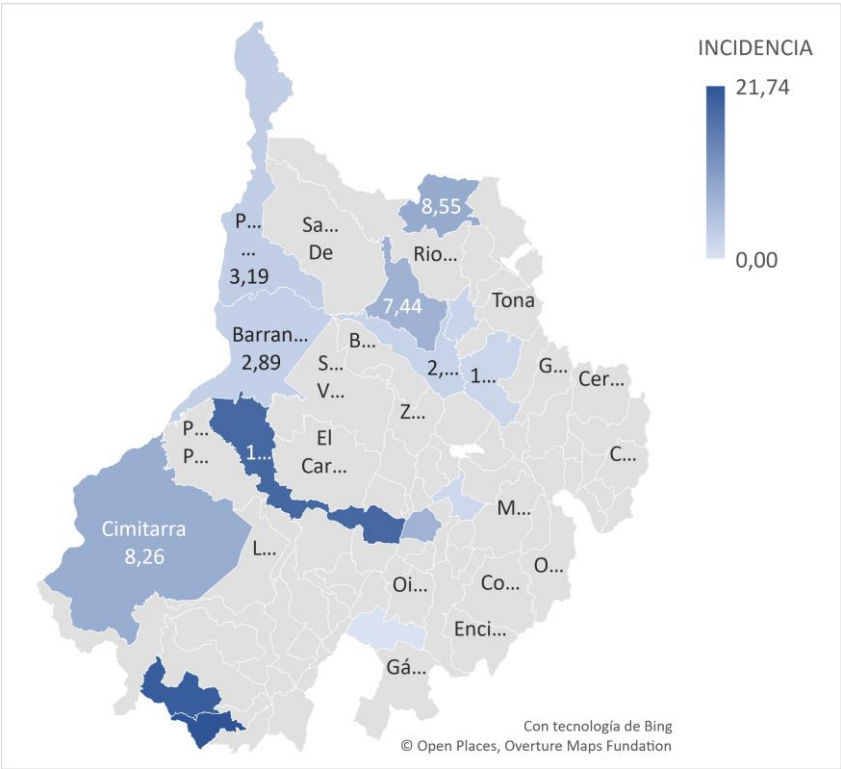 INCIDENCIA
21,74
0,00
8,55
P...
...
3,19
Sa...
De
Rio...
7,44
Tona
Barran...
2,89
B...
S...
V...
2,...
1...
G...
Cer...
Z...
P...
P...
1...
El
Car...
C...
M...
Cimitarra
8,26
L...
O...
Oi...
Co...
Enci...
Gá...
Con tecnología de Bing
© Open Places, Overture Maps Fundation